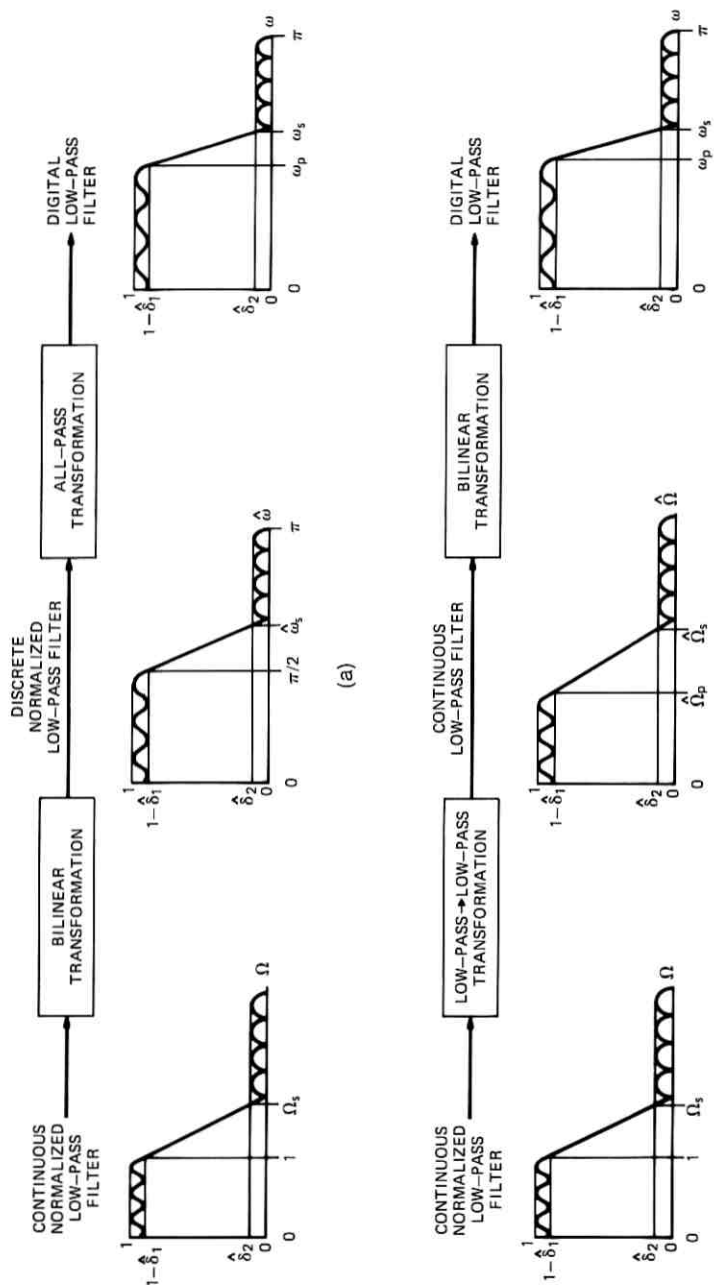 CONTINUOUS
NORMALIZED
LOW-PASS
FILTER
BILINEAR
TRANSFORMATION
DISCRETE
NORMALIZED
LOW-PASS FILTER
ALL-PASS
TRANSFORMATION
DIGITAL
LOW-PASS
FILTER
1
1-δ̂₁
δ̂₂
0
0 1 Ωₛ Ω
1
1-δ̂₁
δ̂₂
0
0 π/2 ω̂ₛ π ω̂
1
1-δ̂₁
δ̂₂
0
0 ωₚ ωₛ π ω
(a)
CONTINUOUS
NORMALIZED
LOW-PASS
FILTER
LOW-PASS→LOW-PASS
TRANSFORMATION
CONTINUOUS
LOW-PASS FILTER
BILINEAR
TRANSFORMATION
DIGITAL
LOW-PASS
FILTER
1
1-δ̂₁
δ̂₂
0
0 1 Ωₛ Ω
1
1-δ̂₁
δ̂₂
0
0 Ω̂ₚ Ω̂ₛ Ω̂
1
1-δ̂₁
δ̂₂
0
0 ωₚ ωₛ π ω